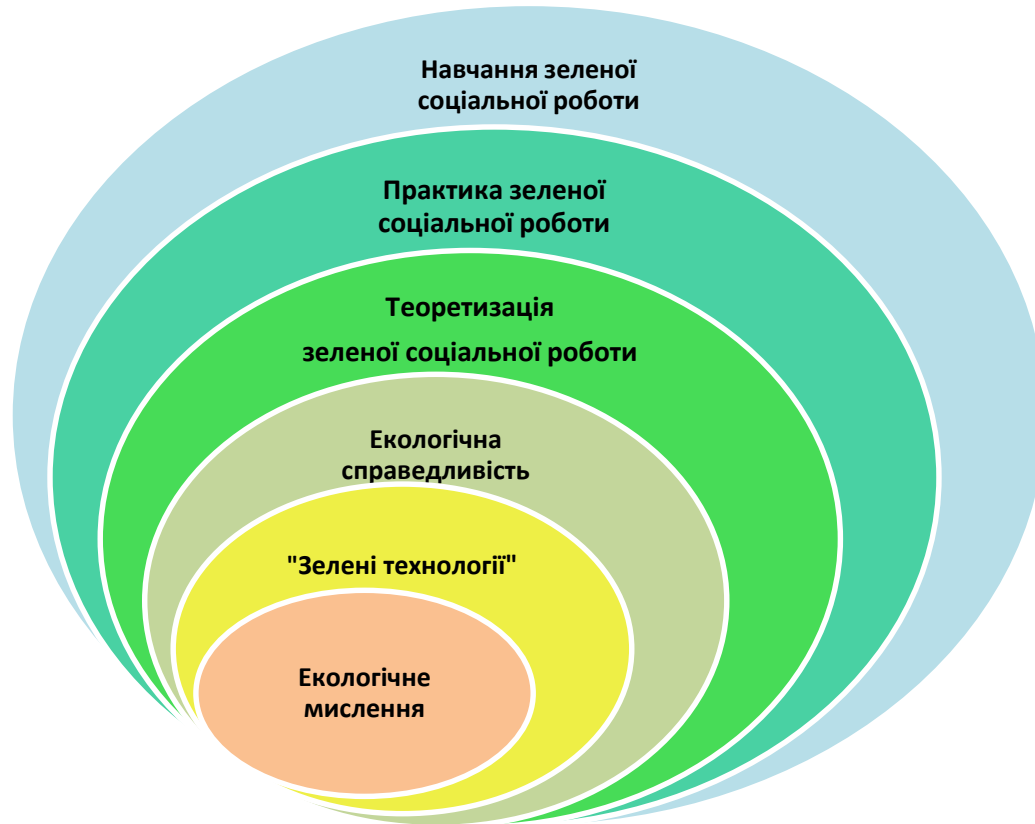 Навчання зеленої
соціальної роботи
Практика зеленої
соціальної роботи
Теоретизація
зеленої соціальної роботи
Екологічна
справедливість
"Зелені технології"
Екологічне
мислення